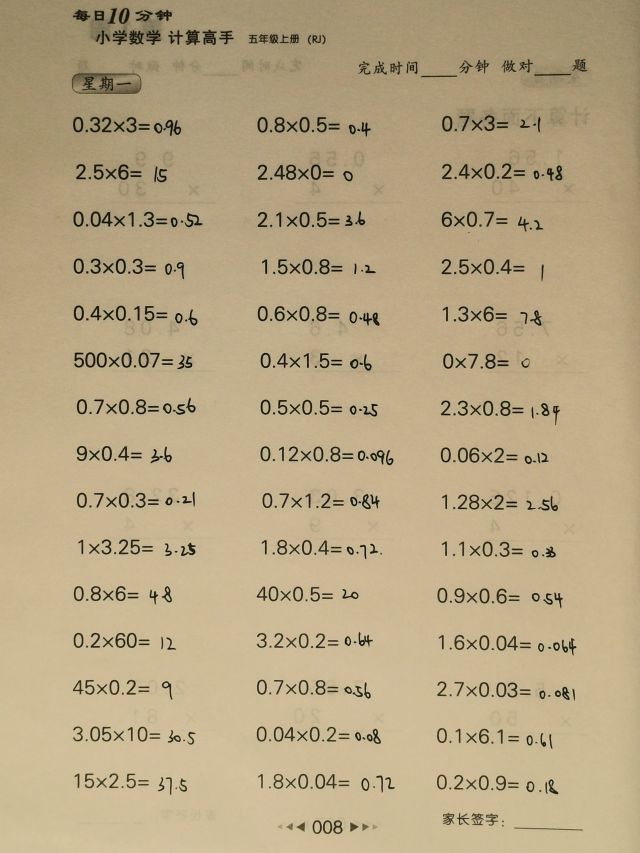 每日10分钟
小学数学 计算高手 五年级上册 (RJ)
完成时间____分钟 做对____题
星期一
0.32×3=0.96 0.8×0.5=0.4 0.7×3=2.1
2.5×6=15 2.48×0=0 2.4×0.2=0.48
0.04×1.3=0.52 2.1×0.5=3.6 6×0.7=4.2
0.3×0.3=0.9 1.5×0.8=1.2 2.5×0.4=1
0.4×0.15=0.6 0.6×0.8=0.48 1.3×6=7.8
500×0.07=35 0.4×1.5=0.6 0×7.8=0
0.7×0.8=0.56 0.5×0.5=0.25 2.3×0.8=1.84
9×0.4=3.6 0.12×0.8=0.096 0.06×2=0.12
0.7×0.3=0.21 0.7×1.2=0.84 1.28×2=2.56
1×3.25=3.25 1.8×0.4=0.72. 1.1×0.3=0.33
0.8×6=48 40×0.5=20 0.9×0.6=0.54
0.2×60=12 3.2×0.2=0.64 1.6×0.04=0.064
45×0.2=9 0.7×0.8=0.56 2.7×0.03=0.081
3.05×10=30.5 0.04×0.2=0.08 0.1×6.1=0.61
15×2.5=37.5 1.8×0.04=0.72 0.2×0.9=0.18
008
家长签字:____